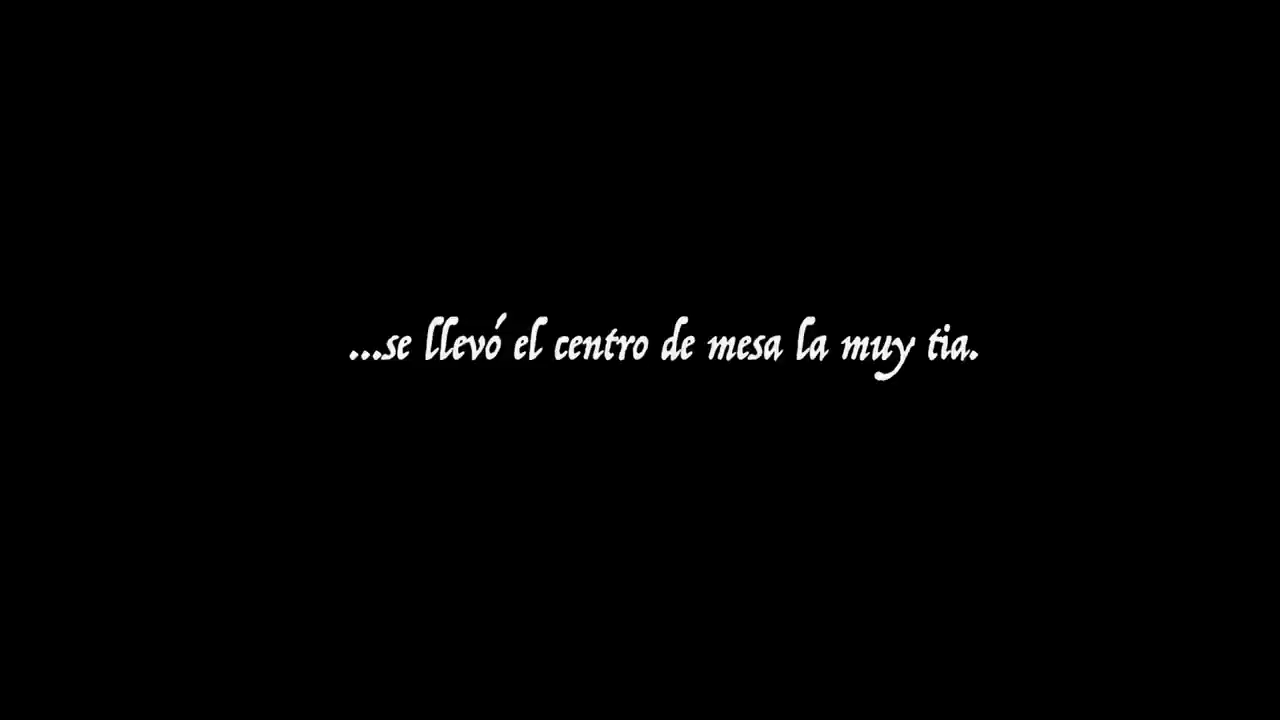 ...se llevó el centro de mesa la muy tia.